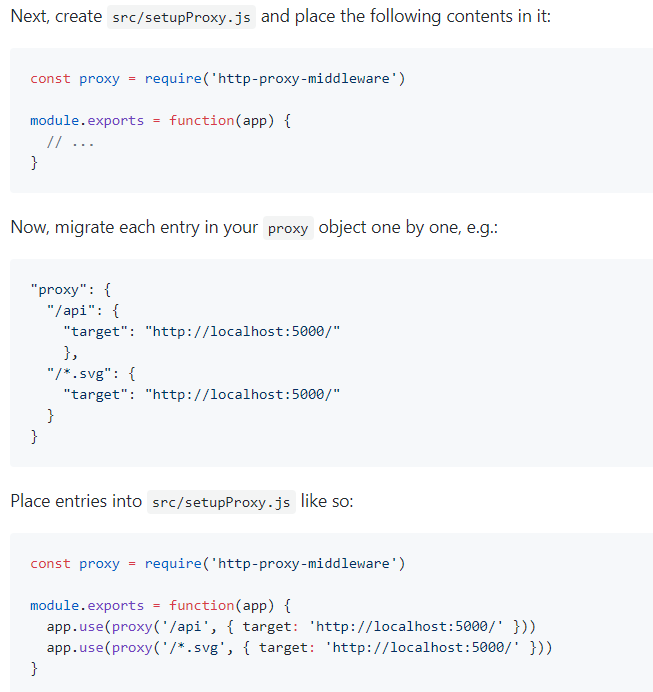 Next, create src/setupProxy.js and place the following contents in it:
const proxy = require('http-proxy-middleware')
module.exports = function(app) {
  // ...
}
Now, migrate each entry in your proxy object one by one, e.g.:
"proxy": {
  "/api": {
    "target": "http://localhost:5000/"
    },
  "/*.svg": {
    "target": "http://localhost:5000/"
  }
}
Place entries into src/setupProxy.js like so:
const proxy = require('http-proxy-middleware')
module.exports = function(app) {
  app.use(proxy('/api', { target: 'http://localhost:5000/' }))
  app.use(proxy('/*.svg', { target: 'http://localhost:5000/' }))
}